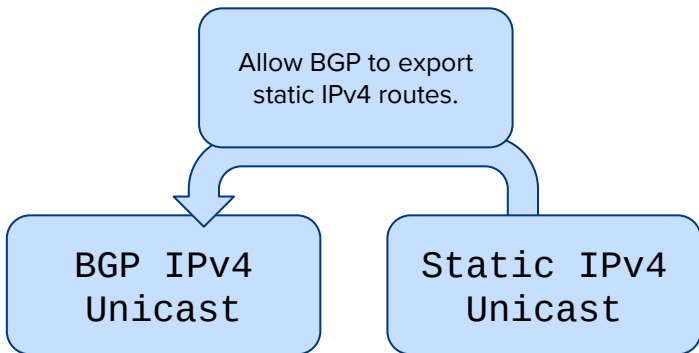 Allow BGP to export
static IPv4 routes.
BGP IPv4
Unicast
Static IPv4
Unicast